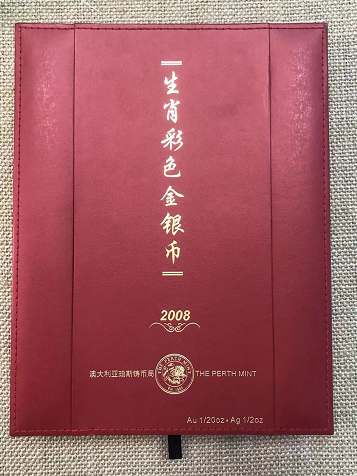 生肖彩色金银币
2008
澳大利亚珀斯铸币局 THE PERTH MINT
Au 1/20oz · Ag 1/2oz